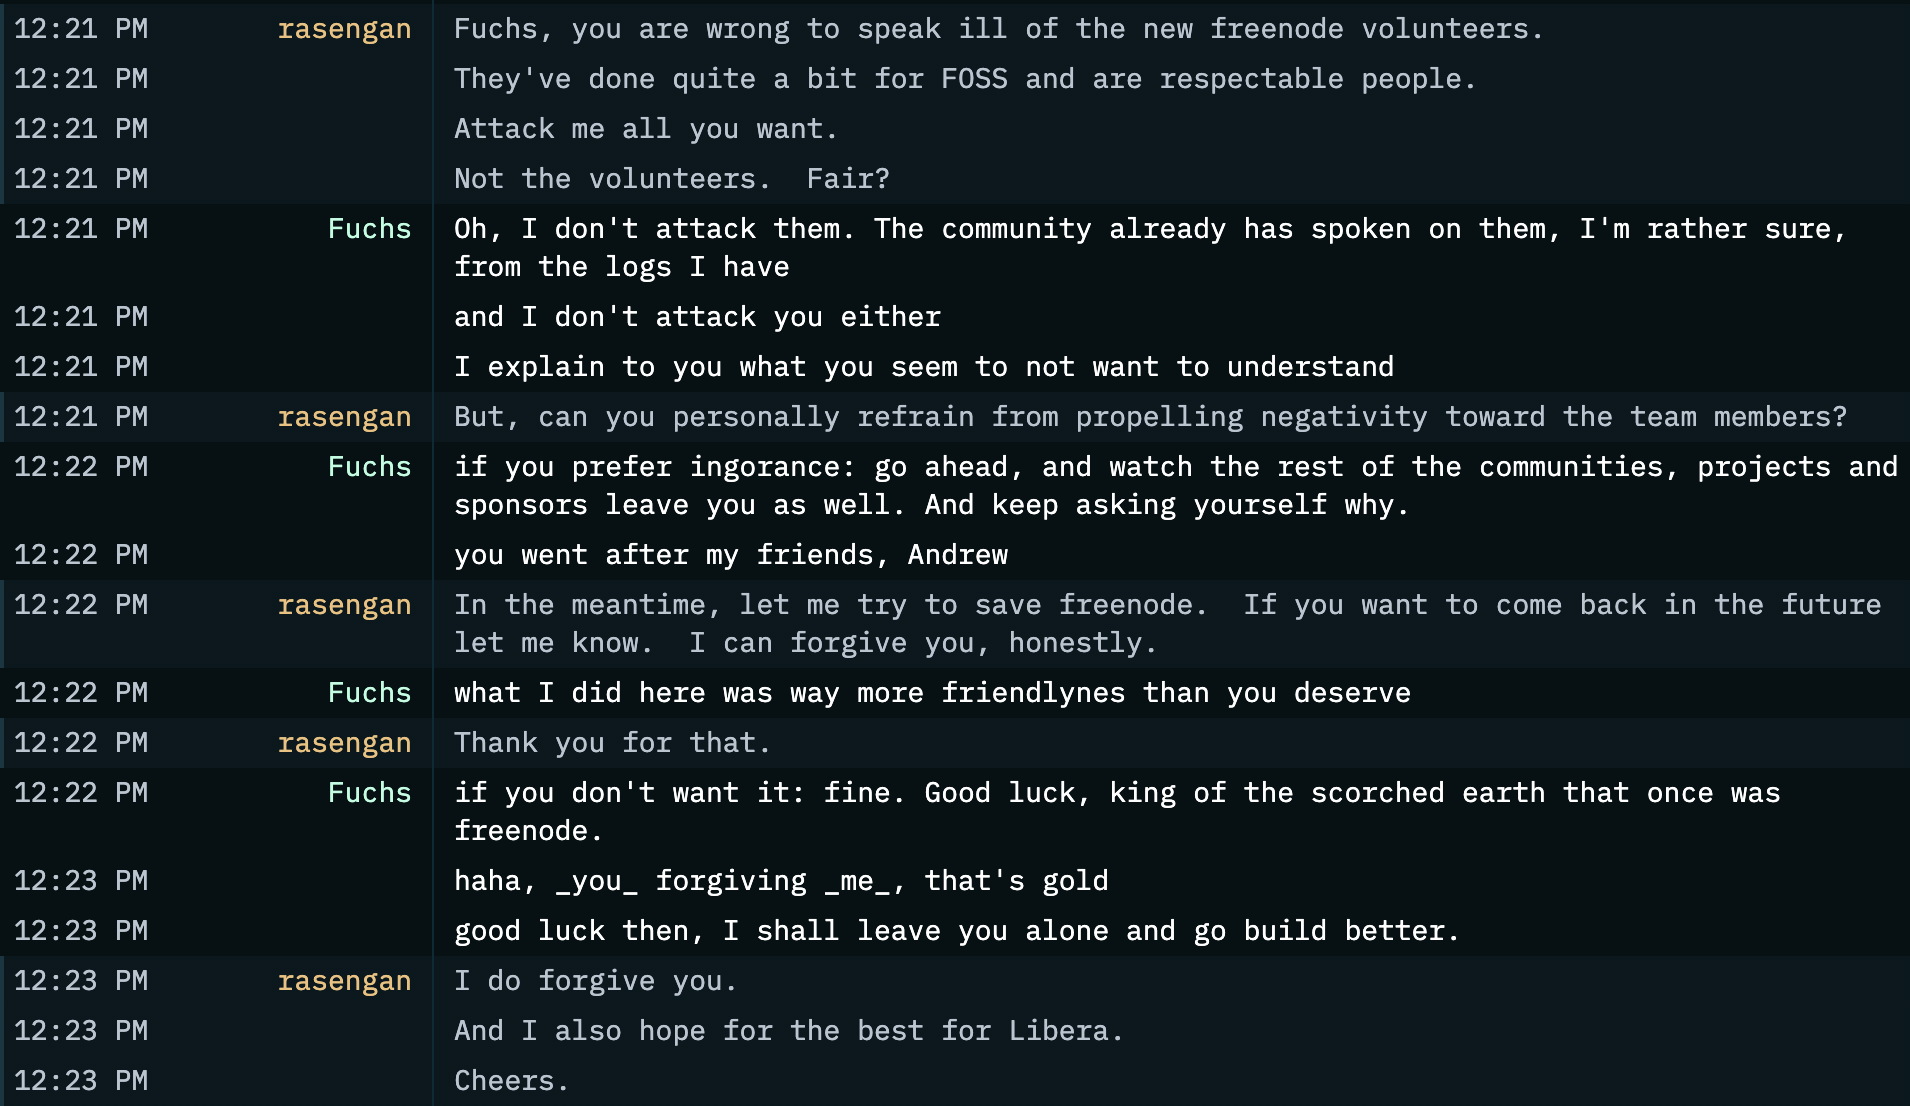 12:21 PM rasengan Fuchs, you are wrong to speak ill of the new freenode volunteers.
12:21 PM They've done quite a bit for FOSS and are respectable people.
12:21 PM Attack me all you want.
12:21 PM Not the volunteers.  Fair?
12:21 PM Fuchs Oh, I don't attack them. The community already has spoken on them, I'm rather sure,
from the logs I have
12:21 PM and I don't attack you either
12:21 PM I explain to you what you seem to not want to understand
12:21 PM rasengan But, can you personally refrain from propelling negativity toward the team members?
12:22 PM Fuchs if you prefer ingorance: go ahead, and watch the rest of the communities, projects and
sponsors leave you as well. And keep asking yourself why.
12:22 PM you went after my friends, Andrew
12:22 PM rasengan In the meantime, let me try to save freenode.  If you want to come back in the future
let me know.  I can forgive you, honestly.
12:22 PM Fuchs what I did here was way more friendlynes than you deserve
12:22 PM rasengan Thank you for that.
12:22 PM Fuchs if you don't want it: fine. Good luck, king of the scorched earth that once was
freenode.
12:23 PM haha, _you_ forgiving _me_, that's gold
12:23 PM good luck then, I shall leave you alone and go build better.
12:23 PM rasengan I do forgive you.
12:23 PM And I also hope for the best for Libera.
12:23 PM Cheers.